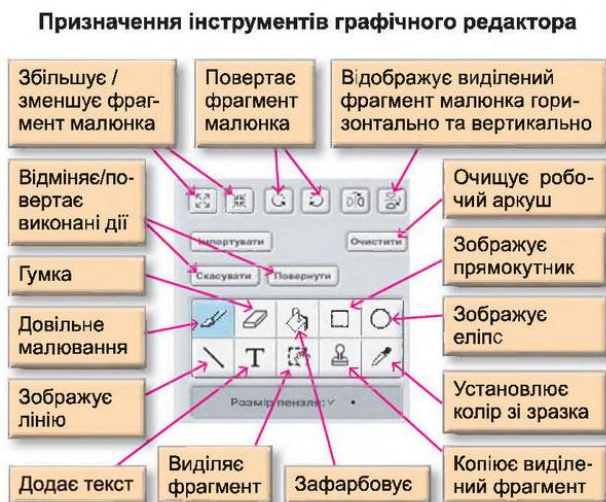 Призначення інструментів графічного редактора
Збільшує /
зменшує фраг-
мент малюнка
Повертає
фрагмент
малюнка
Відображує виділений
фрагмент малюнка гори-
зонтально та вертикально
Відміняє/по-
вертає
виконані дії
Очищує робо-
чий аркуш
Імпортувати
Очистити
Скасувати
Повернути
Гумка
Зображує
прямокутник
Довільне
малювання
Зображує
еліпс
T
Зображує
лінію
Установлює
колір зі зразка
Розмір пензля:
Додає текст
Виділяє
фрагмент
Зафарбовує
Копіює виділе-
ний фрагмент